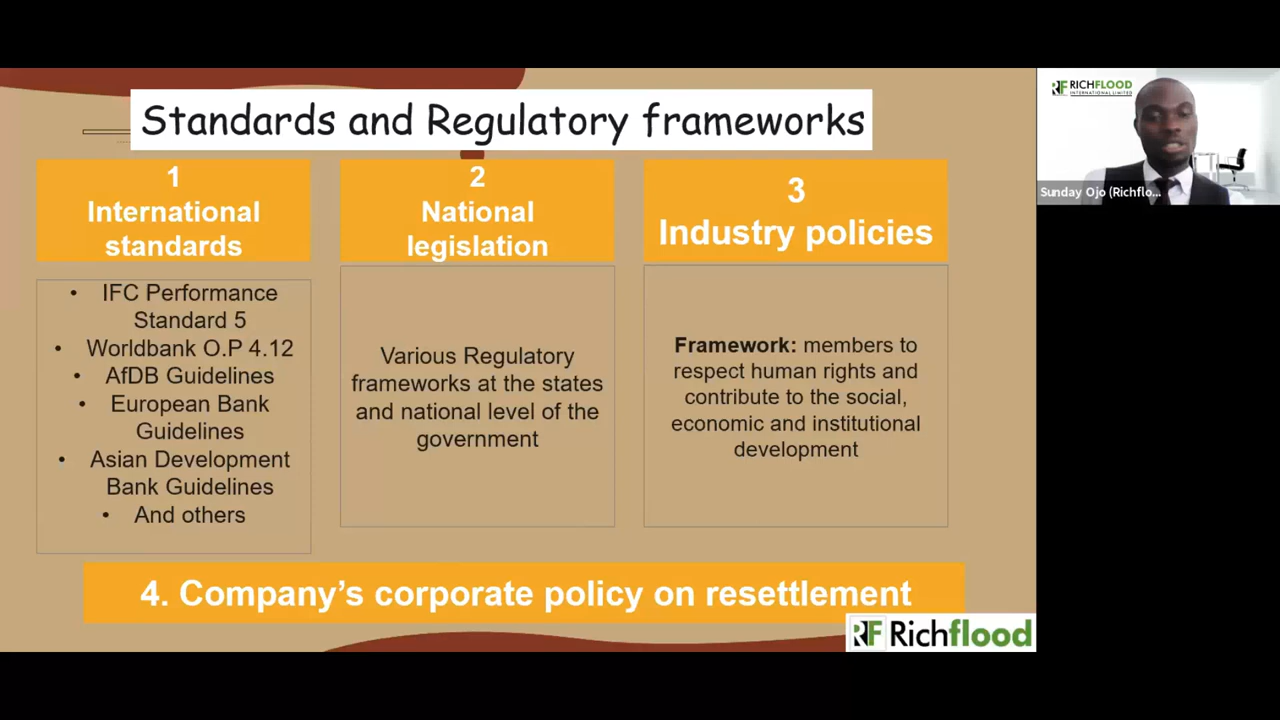 Standards and Regulatory frameworks
1
International
standards
• IFC Performance
Standard 5
• Worldbank O.P 4.12
• AfDB Guidelines
• European Bank
Guidelines
• Asian Development
Bank Guidelines
• And others
2
National
legislation
Various Regulatory
frameworks at the states
and national level of the
government
3
Industry policies
Framework: members to
respect human rights and
contribute to the social,
economic and institutional
development
4. Company's corporate policy on resettlement
RF Richflood
RF RICHFLOOD
INTERNATIONAL LIMITED
Sunday Ojo (Richflo...